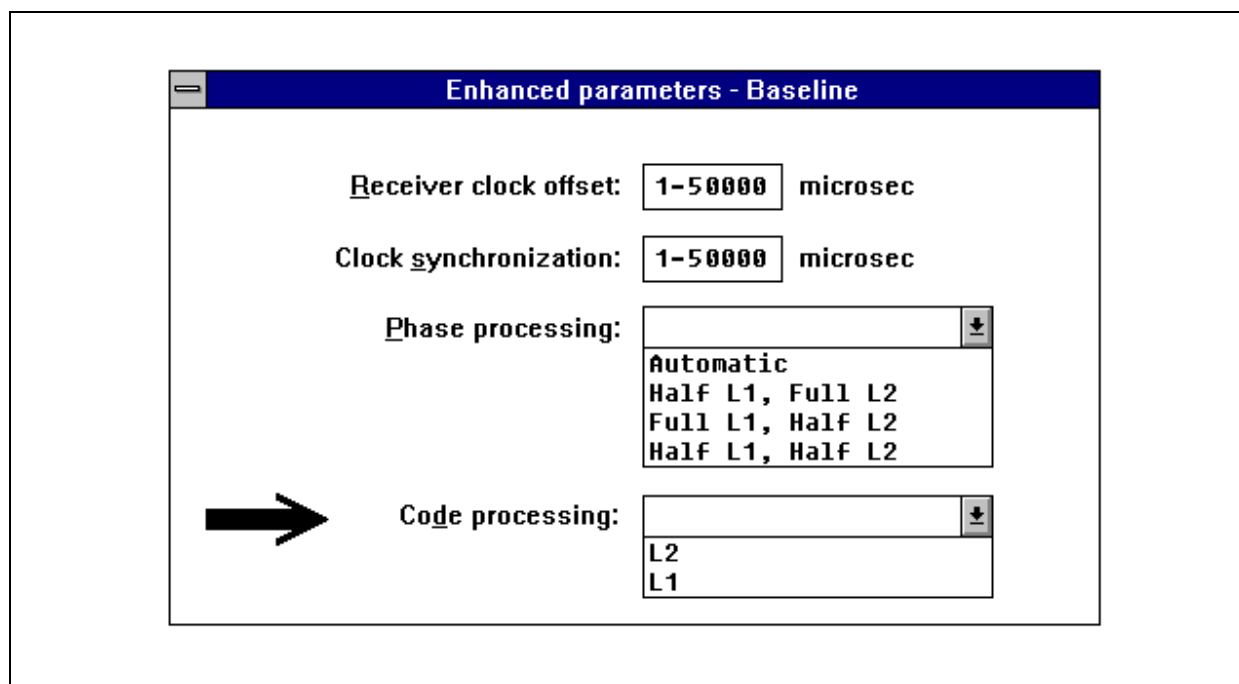 Enhanced parameters - Baseline
Receiver clock offset: 1-50000 microsec
Clock synchronization: 1-50000 microsec
Phase processing:
Automatic
Half L1, Full L2
Full L1, Half L2
Half L1, Half L2
Code processing:
L2
L1